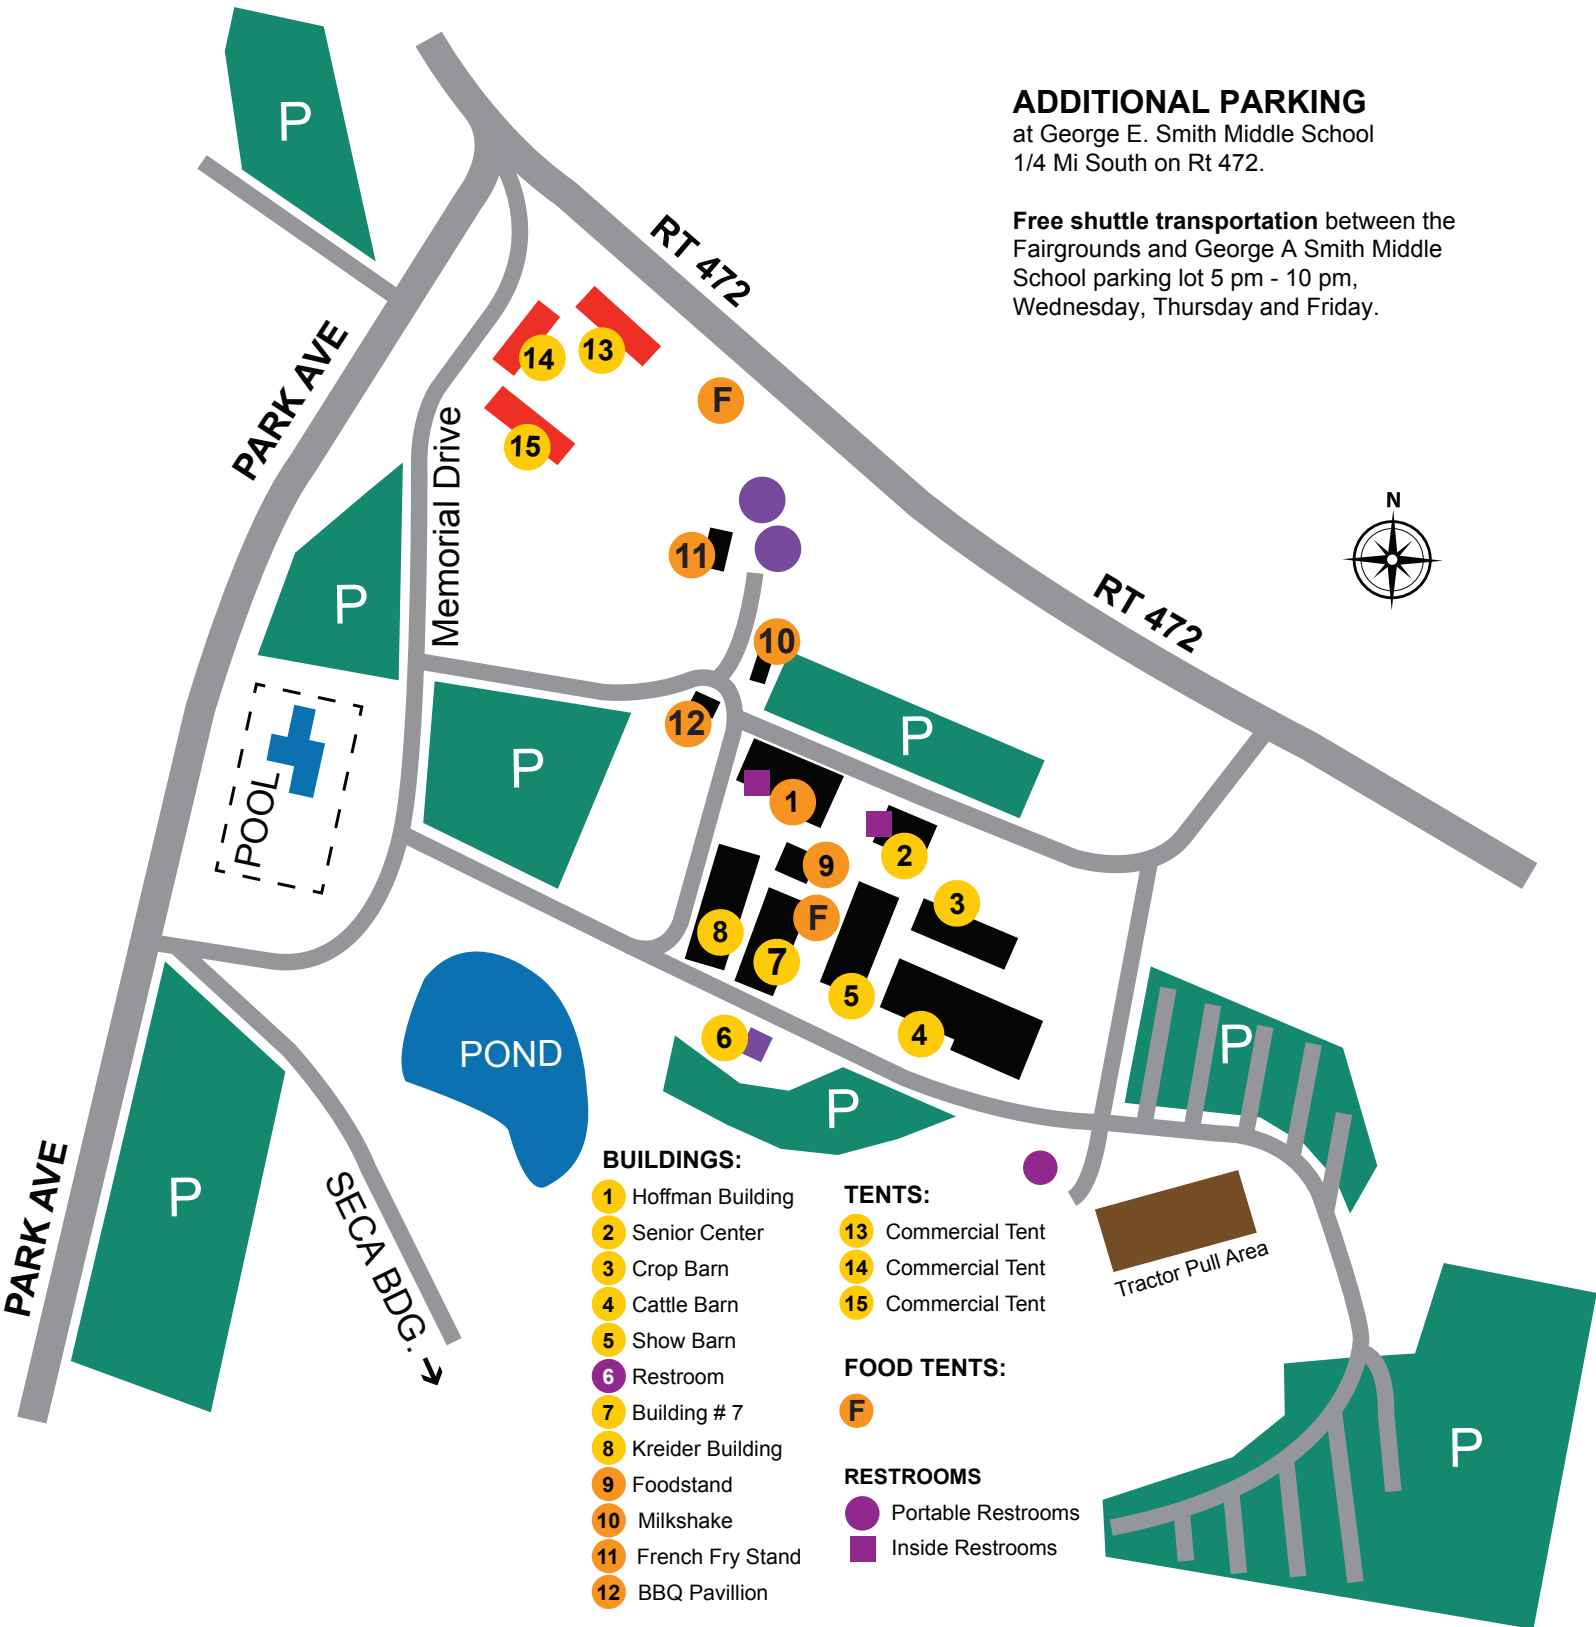 P
ADDITIONAL PARKING
at George E. Smith Middle School
1/4 Mi South on Rt 472.
Free shuttle transportation between the
Fairgrounds and George A Smith Middle
School parking lot 5 pm - 10 pm,
Wednesday, Thursday and Friday.
RT 472
PARK AVE
14
13
F
15
Memorial Drive
N
11
P
RT 472
10
12
P
P
POOL
1
2
9
3
8
F
7
5
4
6
POND
P
P
P
PARK AVE
SECA BDG.
Tractor Pull Area
P
BUILDINGS:
1 Hoffman Building
2 Senior Center
3 Crop Barn
4 Cattle Barn
5 Show Barn
6 Restroom
7 Building # 7
8 Kreider Building
9 Foodstand
10 Milkshake
11 French Fry Stand
12 BBQ Pavillion
TENTS:
13 Commercial Tent
14 Commercial Tent
15 Commercial Tent
FOOD TENTS:
F
RESTROOMS
Portable Restrooms
Inside Restrooms